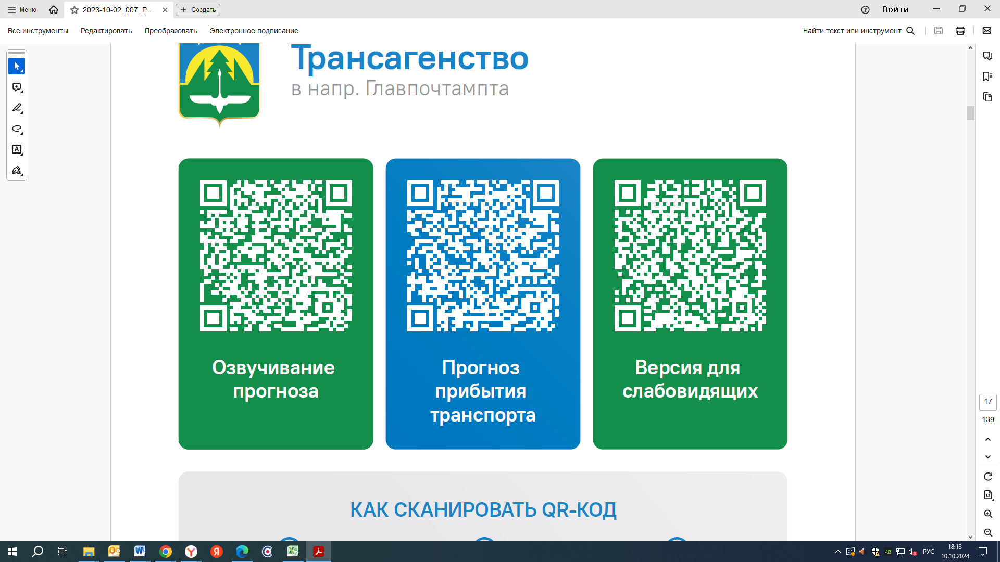 Меню
2023-10-02_007_P...
Создать
Войти
Все инструменты
Редактировать
Преобразовать
Электронное подписание
Найти текст или инструмент
Трансагенство
в напр. Главпочтампта
Озвучивание
прогноза
Прогноз
прибытия
транспорта
Версия для
слабовидящих
КАК СКАНИРОВАТЬ QR-КОД
17
139
РУС
18:13
10.10.2024